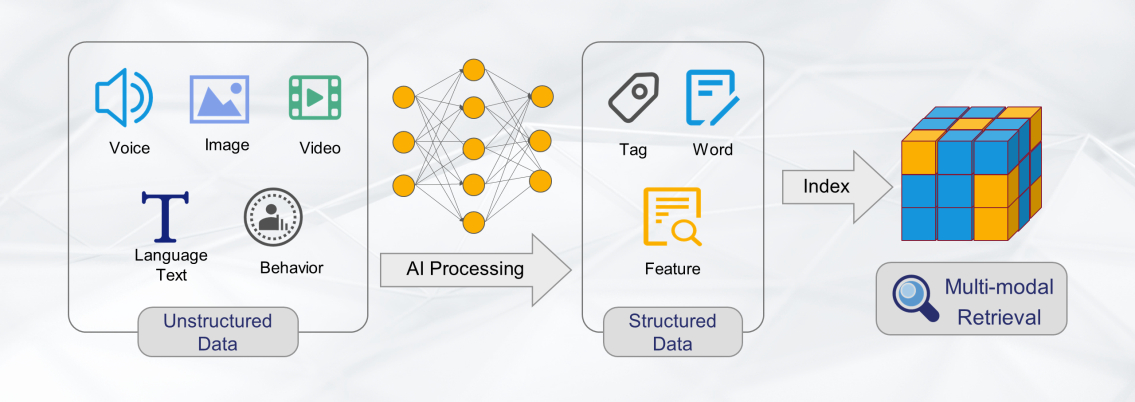 Voice
Image
Video
Language
Text
Behavior
Unstructured
Data
AI Processing
Tag
Word
Feature
Structured
Data
Index
Multi-modal
Retrieval